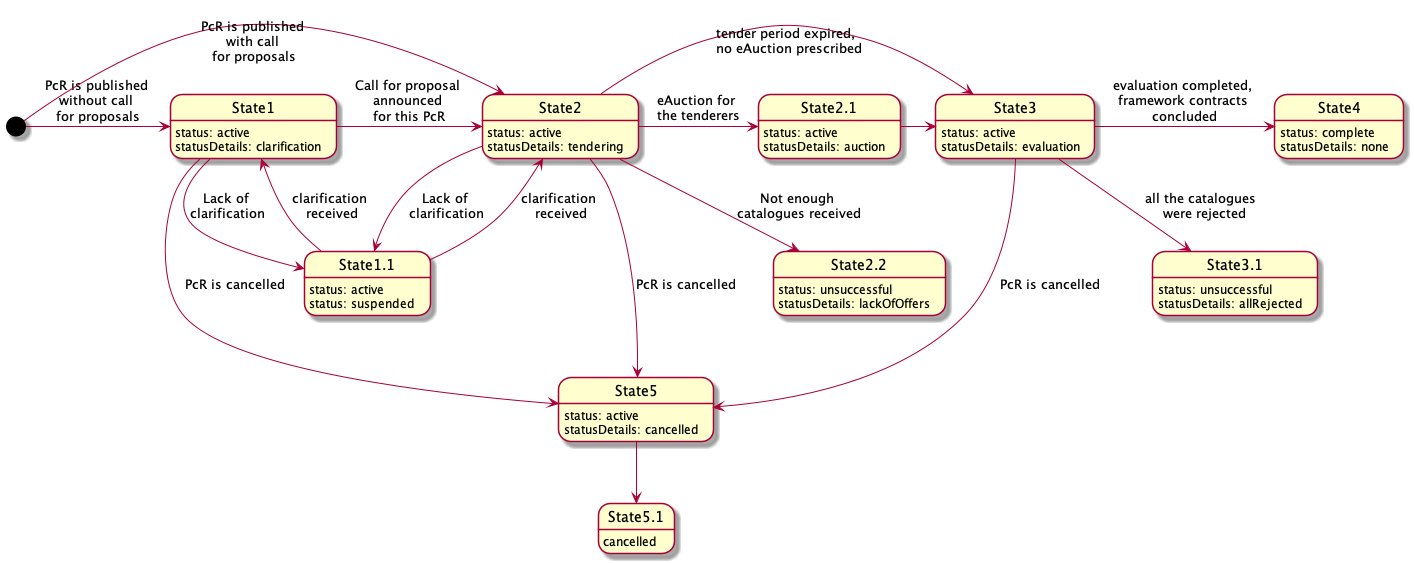 PcR is published
with call
for proposals
tender period expired,
no eAuction prescribed
PcR is published
without call
for proposals
State1
status: active
statusDetails: clarification
Call for proposal
announced
for this PcR
State2
status: active
statusDetails: tendering
eAuction for
the tenderers
State2.1
status: active
statusDetails: auction
State3
status: active
statusDetails: evaluation
evaluation completed,
framework contracts
concluded
State4
status: complete
statusDetails: none
Lack of
clarification
clarification
received
Lack of
clarification
clarification
received
Not enough
catalogues received
all the catalogues
were rejected
PcR is cancelled
State1.1
status: active
status: suspended
PcR is cancelled
State2.2
status: unsuccessful
statusDetails: lackOfOffers
PcR is cancelled
State3.1
status: unsuccessful
statusDetails: allRejected
State5
status: active
statusDetails: cancelled
State5.1
cancelled